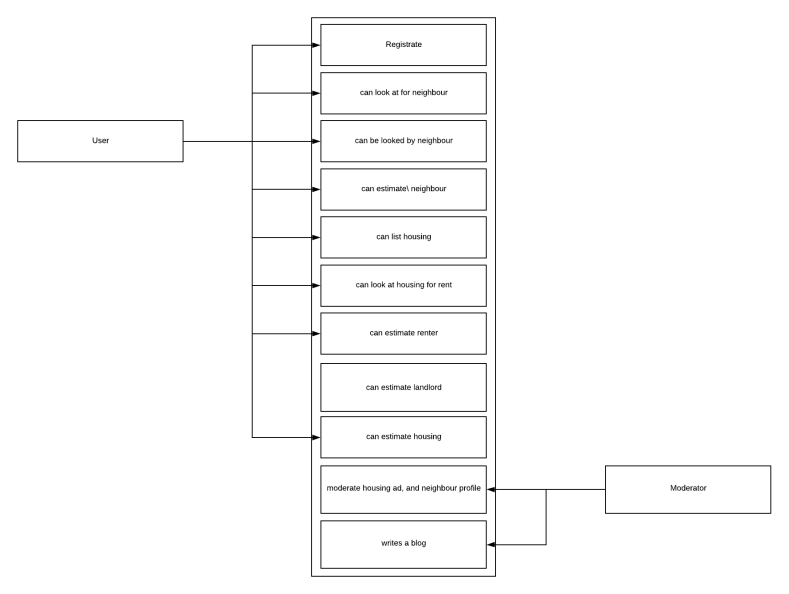 Registrate
can look at for neighbour
User
can be looked by neighbour
can estimate\ neighbour
can list housing
can look at housing for rent
can estimate renter
can estimate landlord
can estimate housing
moderate housing ad, and neighbour profile
Moderator
writes a blog